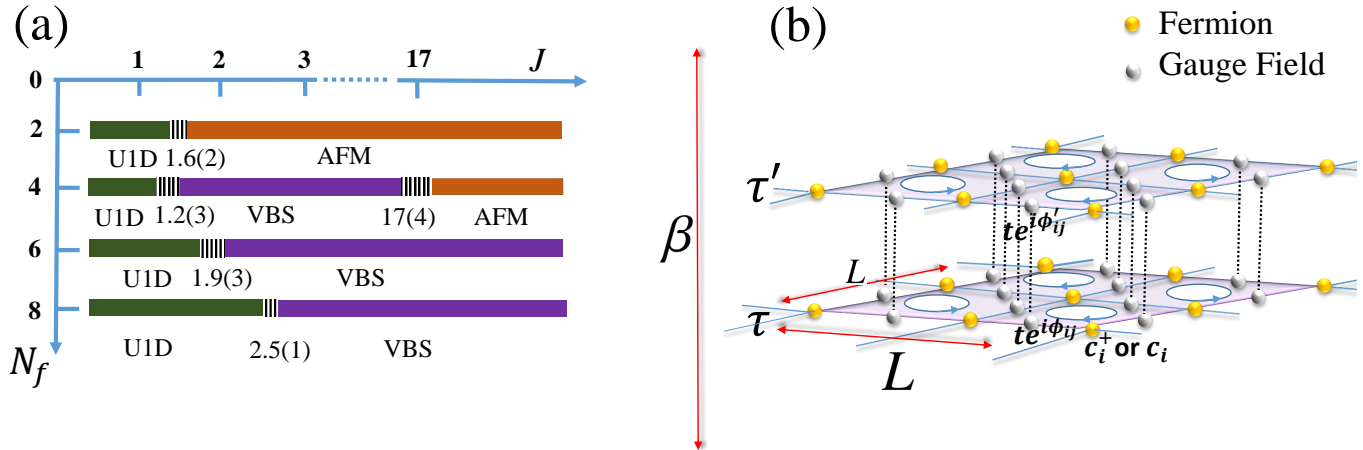 (a)
1 2 3 17 J
0
2
U1D 1.6(2) AFM
4
U1D 1.2(3) VBS 17(4) AFM
6
U1D 1.9(3) VBS
8
U1D 2.5(1) VBS
N_f
(b)
Fermion
Gauge Field
β
τ′
te^{iϕ′_{ij}}
L
τ
te^{iϕ_{ij}}
c_i^+ or c_i
L